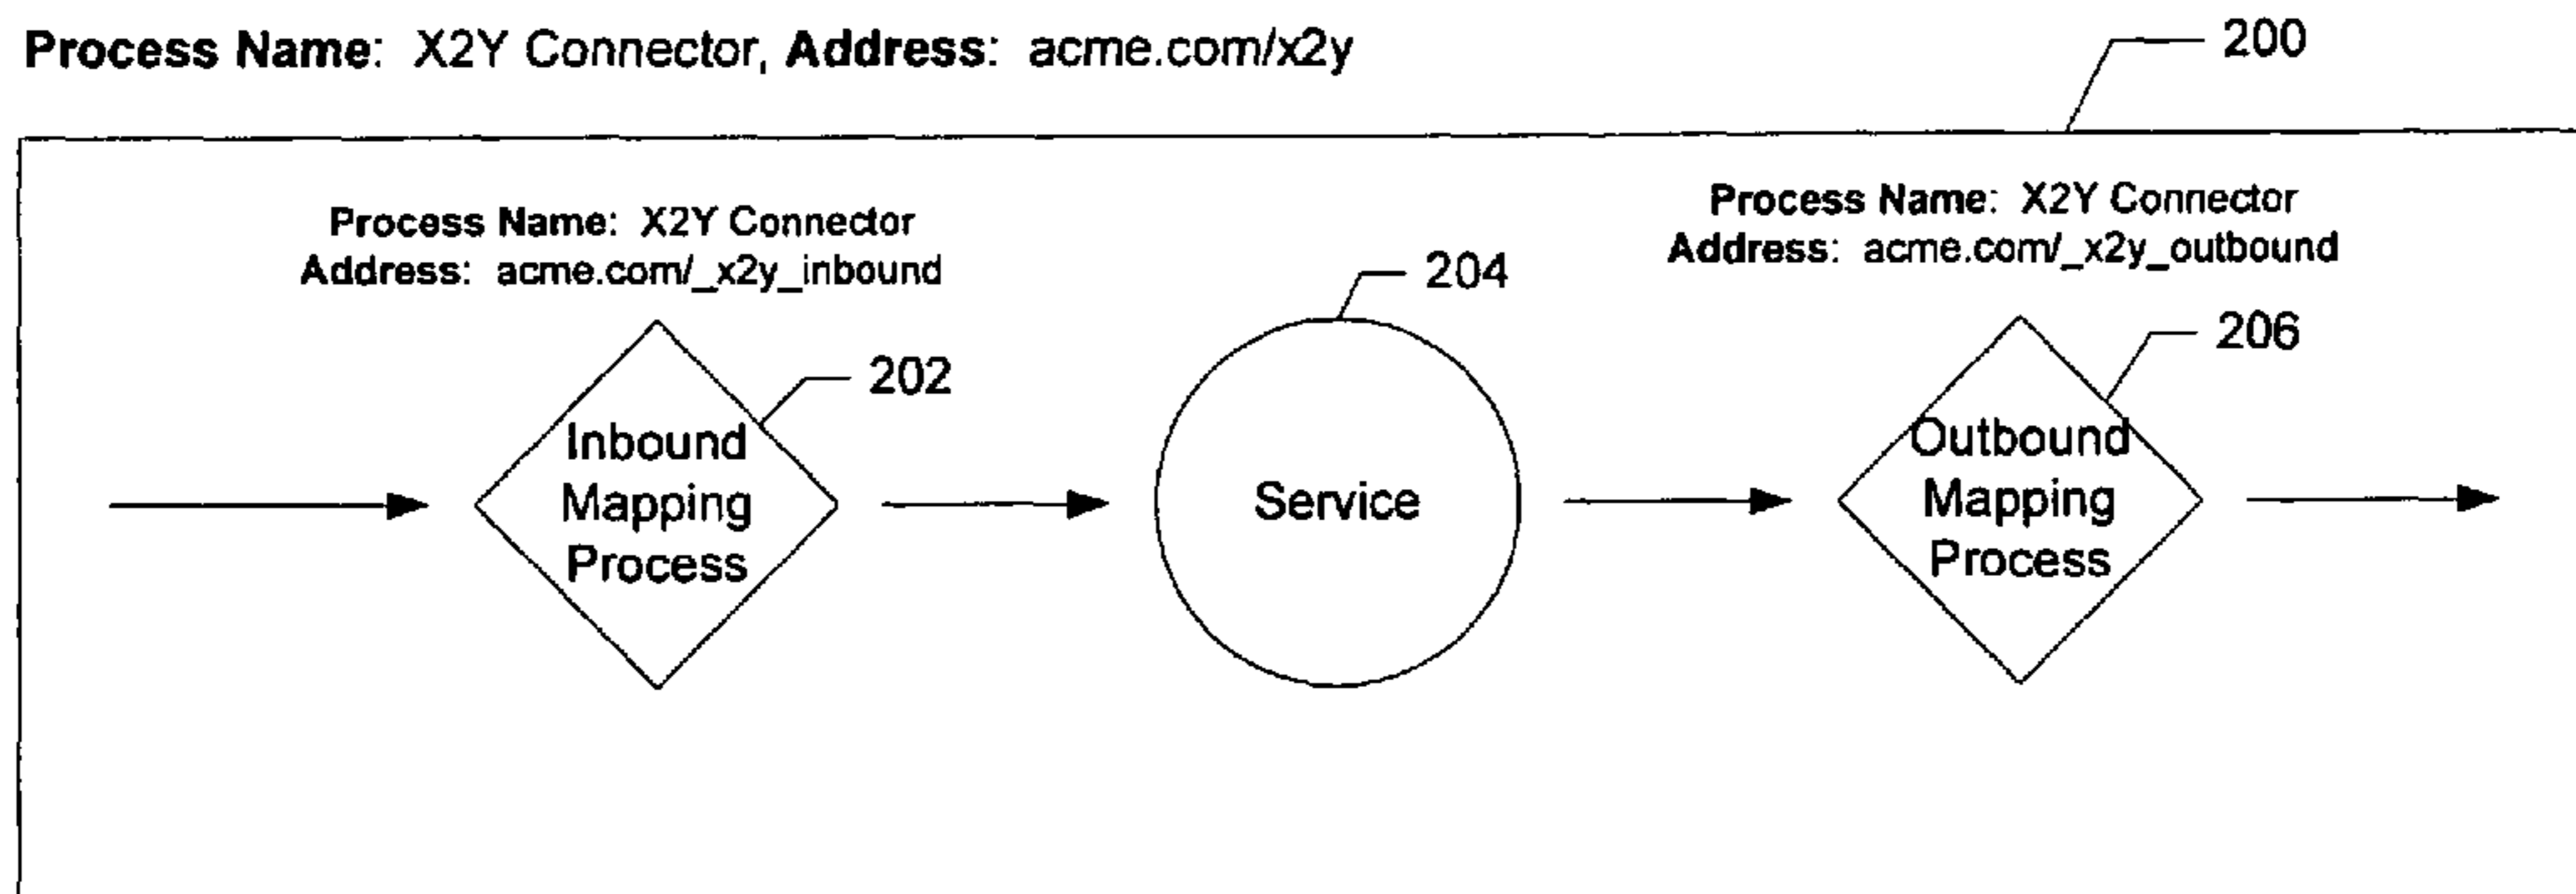 Process Name: X2Y Connector, Address: acme.com/x2y
200
Process Name: X2Y Connector
Address: acme.com/_x2y_inbound
Process Name: X2Y Connector
Address: acme.com/_x2y_outbound
204
206
202
Inbound
Mapping
Process
Service
Outbound
Mapping
Process